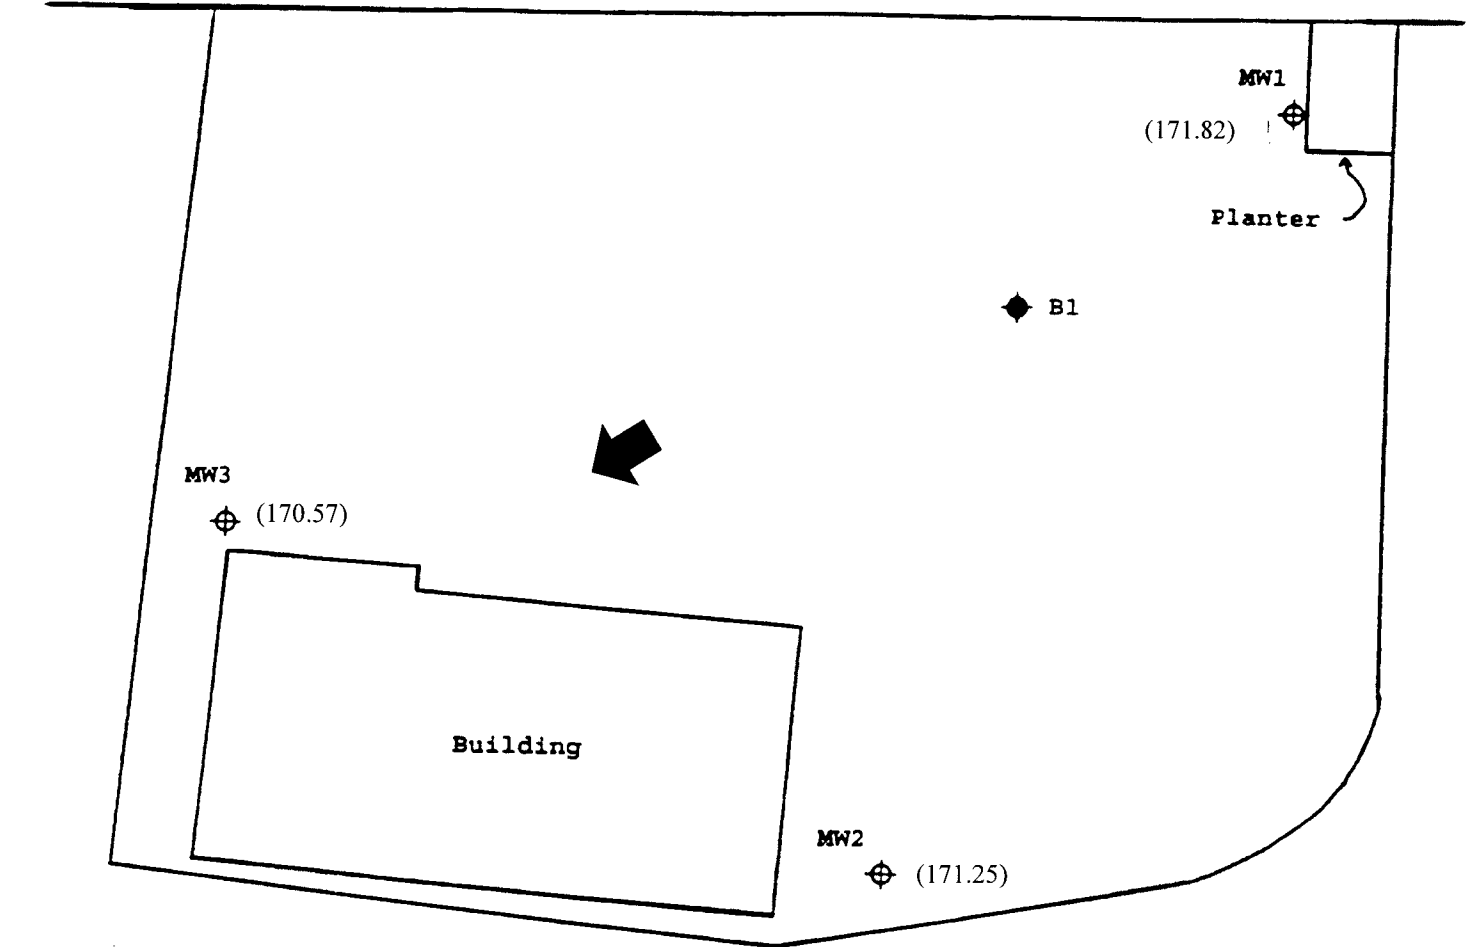 MW1
(171.82)
Planter
B1
MW3
(170.57)
Building
MW2
(171.25)